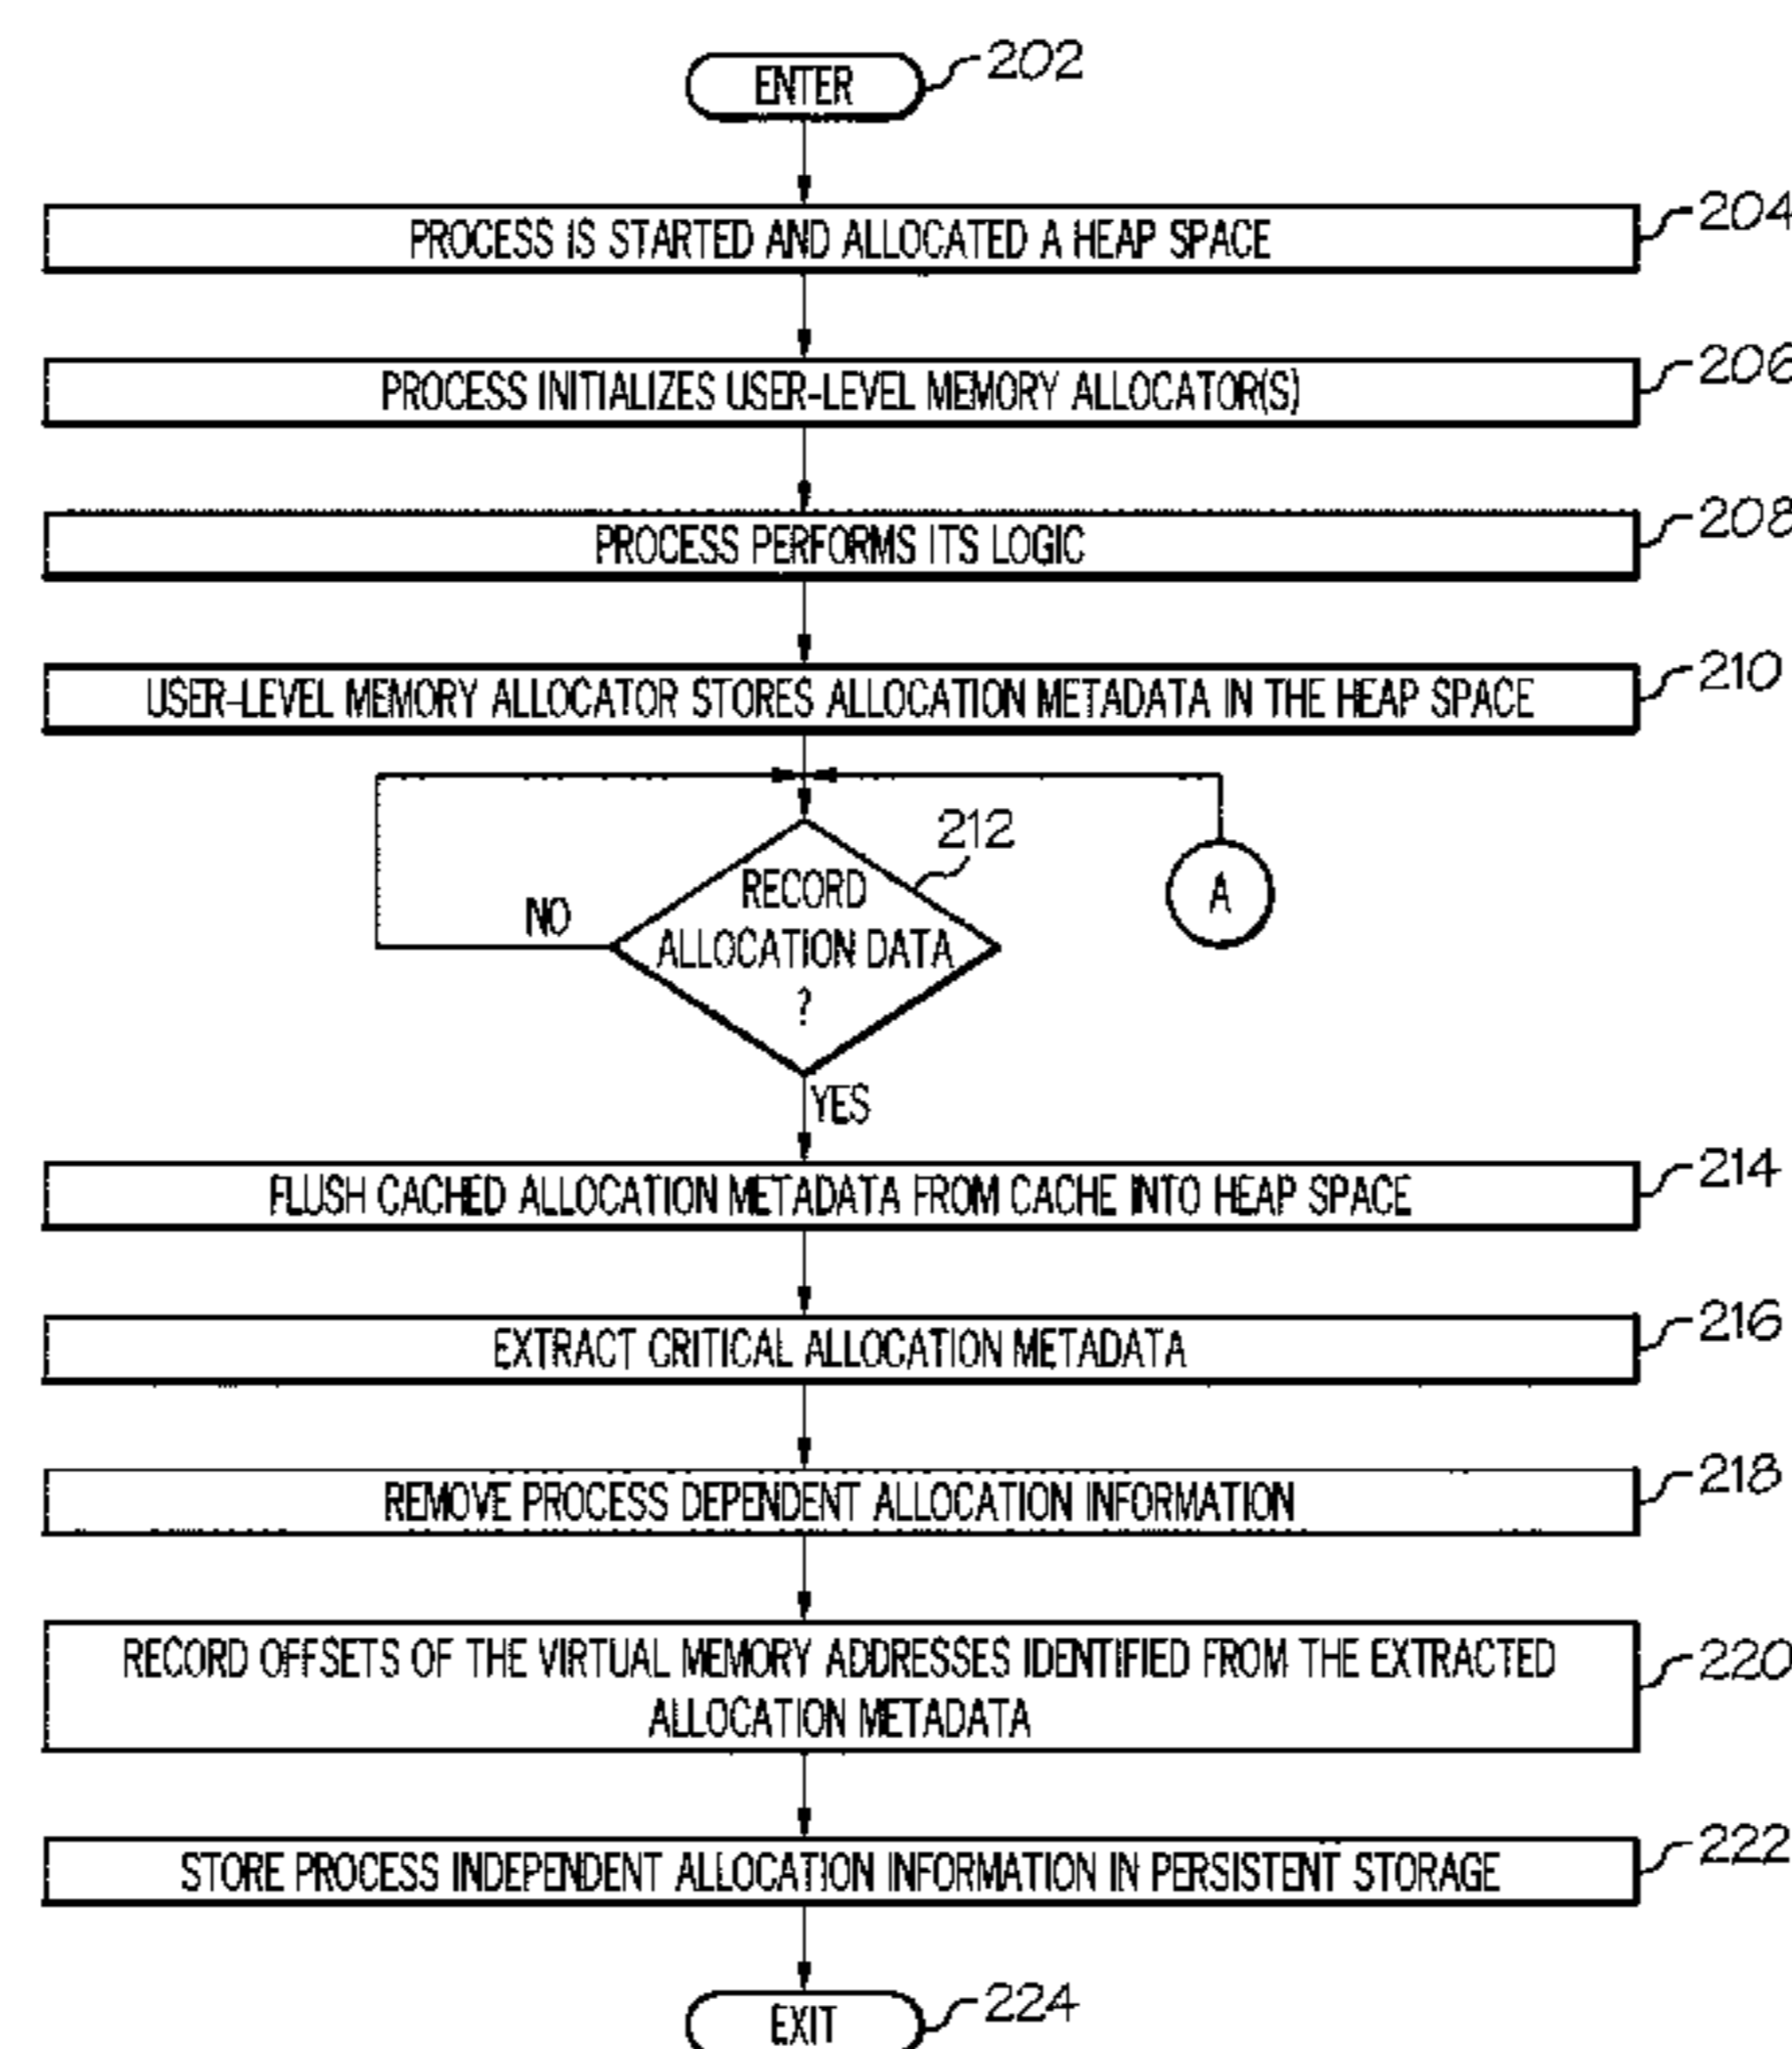 ENTER
202
PROCESS IS STARTED AND ALLOCATED A HEAP SPACE
204
PROCESS INITIALIZES USER-LEVEL MEMORY ALLOCATOR(S)
206
PROCESS PERFORMS ITS LOGIC
208
USER-LEVEL MEMORY ALLOCATOR STORES ALLOCATION METADATA IN THE HEAP SPACE
210
212
RECORD
ALLOCATION DATA
?
NO
A
YES
FLUSH CACHED ALLOCATION METADATA FROM CACHE INTO HEAP SPACE
214
EXTRACT CRITICAL ALLOCATION METADATA
216
REMOVE PROCESS DEPENDENT ALLOCATION INFORMATION
218
RECORD OFFSETS OF THE VIRTUAL MEMORY ADDRESSES IDENTIFIED FROM THE EXTRACTED
ALLOCATION METADATA
220
STORE PROCESS INDEPENDENT ALLOCATION INFORMATION IN PERSISTENT STORAGE
222
EXIT
224